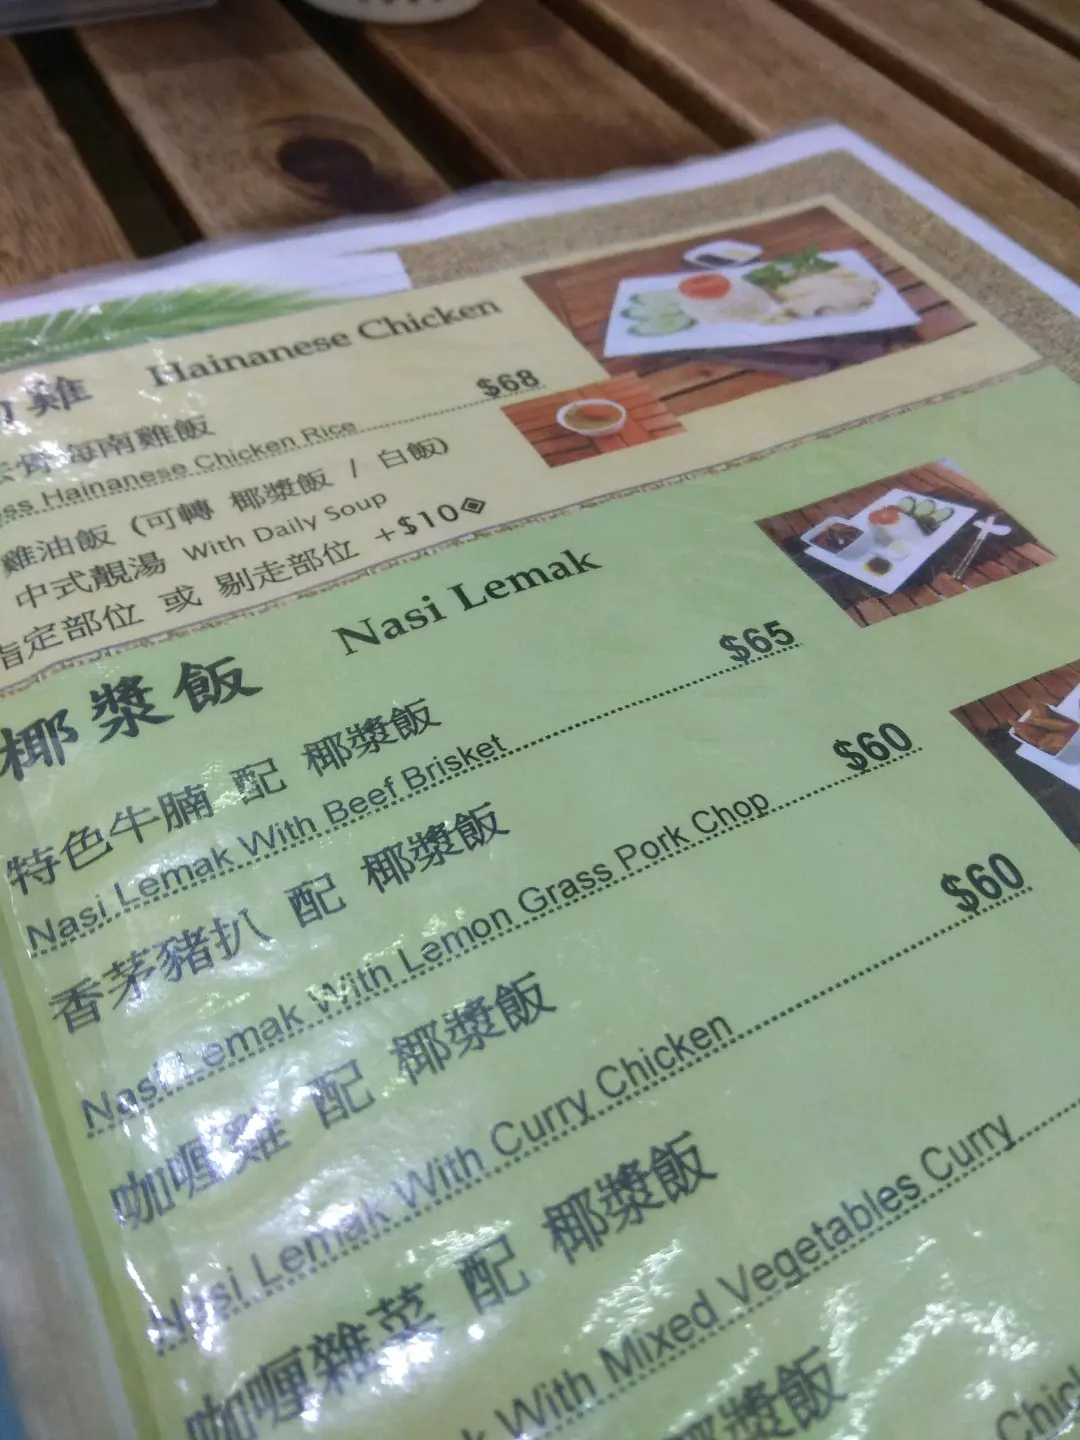 雞 Hainanese Chicken
海南雞飯 $68
Hainanese Chicken Rice
雞油飯 (可轉 椰漿飯 / 白飯)
中式靚湯 With Daily Soup
指定部位 或 剔走部位 +$10
椰漿飯 Nasi Lemak
特色牛腩 配 椰漿飯 $65
Nasi Lemak With Beef Brisket
香茅豬扒 配 椰漿飯 $60
Nasi Lemak With Lemon Grass Pork Chop
咖喱雞 配 椰漿飯 $60
Nasi Lemak With Curry Chicken
咖喱雜菜 配 椰漿飯
With Mixed Vegetables Curry
椰漿飯